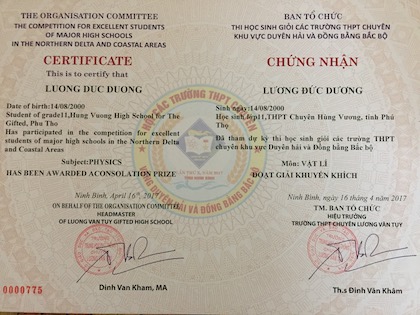 THE ORGANISATION COMMITTEE
THE COMPETITION FOR EXCELLENT STUDENTS
OF MAJOR HIGH SCHOOLS
IN THE NORTHERN DELTA AND COASTAL AREAS
CERTIFICATE
This is to certify that
LUONG DUC DUONG
Date of birth:14/08/2000
Student of grade11,Hung Vuong High School for The
Gifted, Phu Tho
Has participated in the competition for excellent
students of major high schools in the Northern Delta
and Coastal Areas
Subject:PHYSICS
HAS BEEN AWARDED ACONSOLATION PRIZE
Ninh Binh, April 16th, 2017
ON BEHALF OF THE ORGANISATION COMMITTEE
HEADMASTER
OF LUONG VAN TUY GIFTED HIGH SCHOOL
Dinh Van Kham, MA
0000775
BAN TỔ CHỨC
THI HỌC SINH GIỎI CÁC TRƯỜNG THPT CHUYÊN
KHU VỰC DUYÊN HẢI VÀ ĐỒNG BẰNG BẮC BỘ
CHỨNG NHẬN
LƯƠNG ĐỨC DƯƠNG
Sinh ngày:14/08/2000
Học sinh lớp11,THPT Chuyên Hùng Vương, tỉnh Phú
Thọ
Đã tham dự kỳ thi học sinh giỏi các trường THPT
chuyên khu vực Duyên hải và Đồng bằng Bắc bộ
Môn: VẬT LÍ
ĐOẠT GIẢI KHUYẾN KHÍCH
Ninh Bình, ngày 16 tháng 4 năm 2017
TM. BAN TỔ CHỨC
HIỆU TRƯỞNG
TRƯỜNG THPT CHUYÊN LƯƠNG VĂN TỤY
Th.s Đinh Văn Khâm
HỘI CÁC TRƯỜNG THPT CHUYÊN
VÙNG DUYÊN HẢI VÀ ĐỒNG BẰNG BẮC BỘ